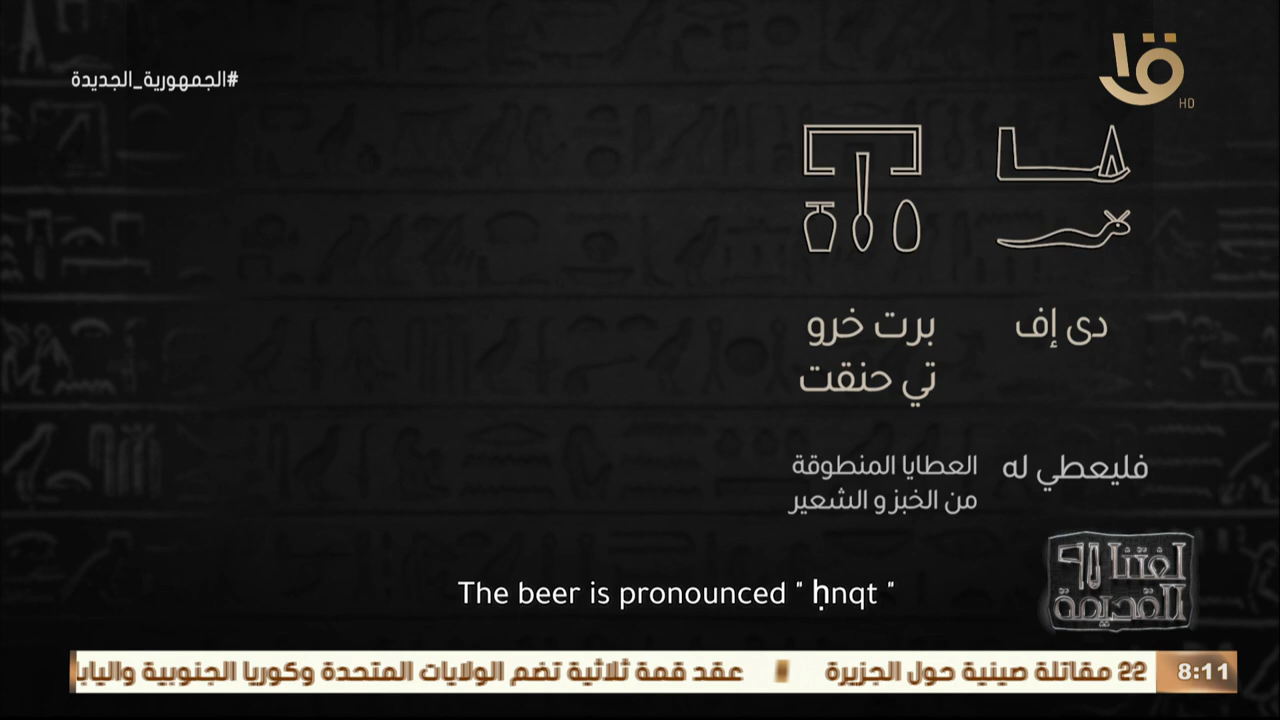 #الجمهورية_الجديدة
HD
دى إف
برت خرو
تي حنقت
فليعطي له
العطايا المنطوقة
من الخبز و الشعير
The beer is pronounced " ḥnqt "
لغتنا
القديمة
8:11
22 مقاتلة صينية حول الجزيرة
عقد قمة ثلاثية تضم الولايات المتحدة وكوريا الجنوبية واليابا